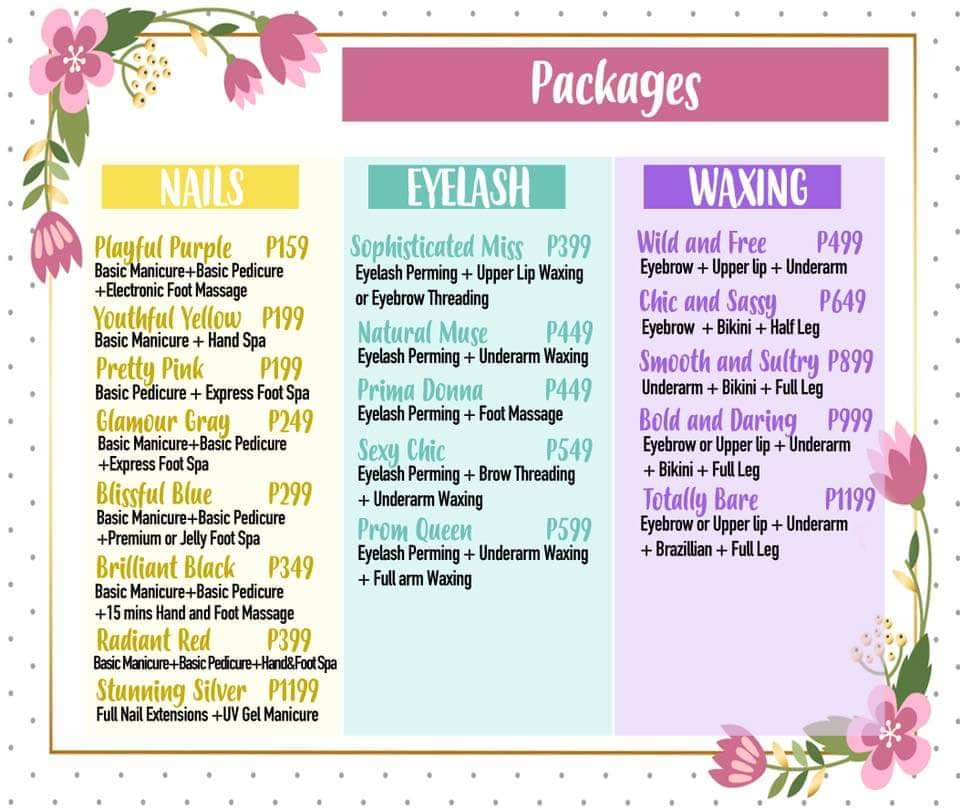 Packages
NAILS
Playful Purple P159
Basic Manicure+Basic Pedicure
+Electronic Foot Massage
Youthful Yellow P199
Basic Manicure + Hand Spa
Pretty Pink P199
Basic Pedicure + Express Foot Spa
Glamour Gray P249
Basic Manicure+Basic Pedicure
+Express Foot Spa
Blissful Blue P299
Basic Manicure+Basic Pedicure
+Premium or Jelly Foot Spa
Brilliant Black P349
Basic Manicure+Basic Pedicure
+15 mins Hand and Foot Massage
Radiant Red P399
Basic Manicure+Basic Pedicure+Hand&Foot Spa
Stunning Silver P1199
Full Nail Extensions +UV Gel Manicure
EYELASH
Sophisticated Miss P399
Eyelash Perming + Upper Lip Waxing
or Eyebrow Threading
Natural Muse P449
Eyelash Perming + Underarm Waxing
Prima Donna P449
Eyelash Perming + Foot Massage
Sexy Chic P549
Eyelash Perming + Brow Threading
+ Underarm Waxing
Prom Queen P599
Eyelash Perming + Underarm Waxing
+ Full arm Waxing
WAXING
Wild and Free P499
Eyebrow + Upper lip + Underarm
Chic and Sassy P649
Eyebrow + Bikini + Half Leg
Smooth and Sultry P899
Underarm + Bikini + Full Leg
Bold and Daring P999
Eyebrow or Upper lip + Underarm
+ Bikini + Full Leg
Totally Bare P1199
Eyebrow or Upper lip + Underarm
+ Brazillian + Full Leg